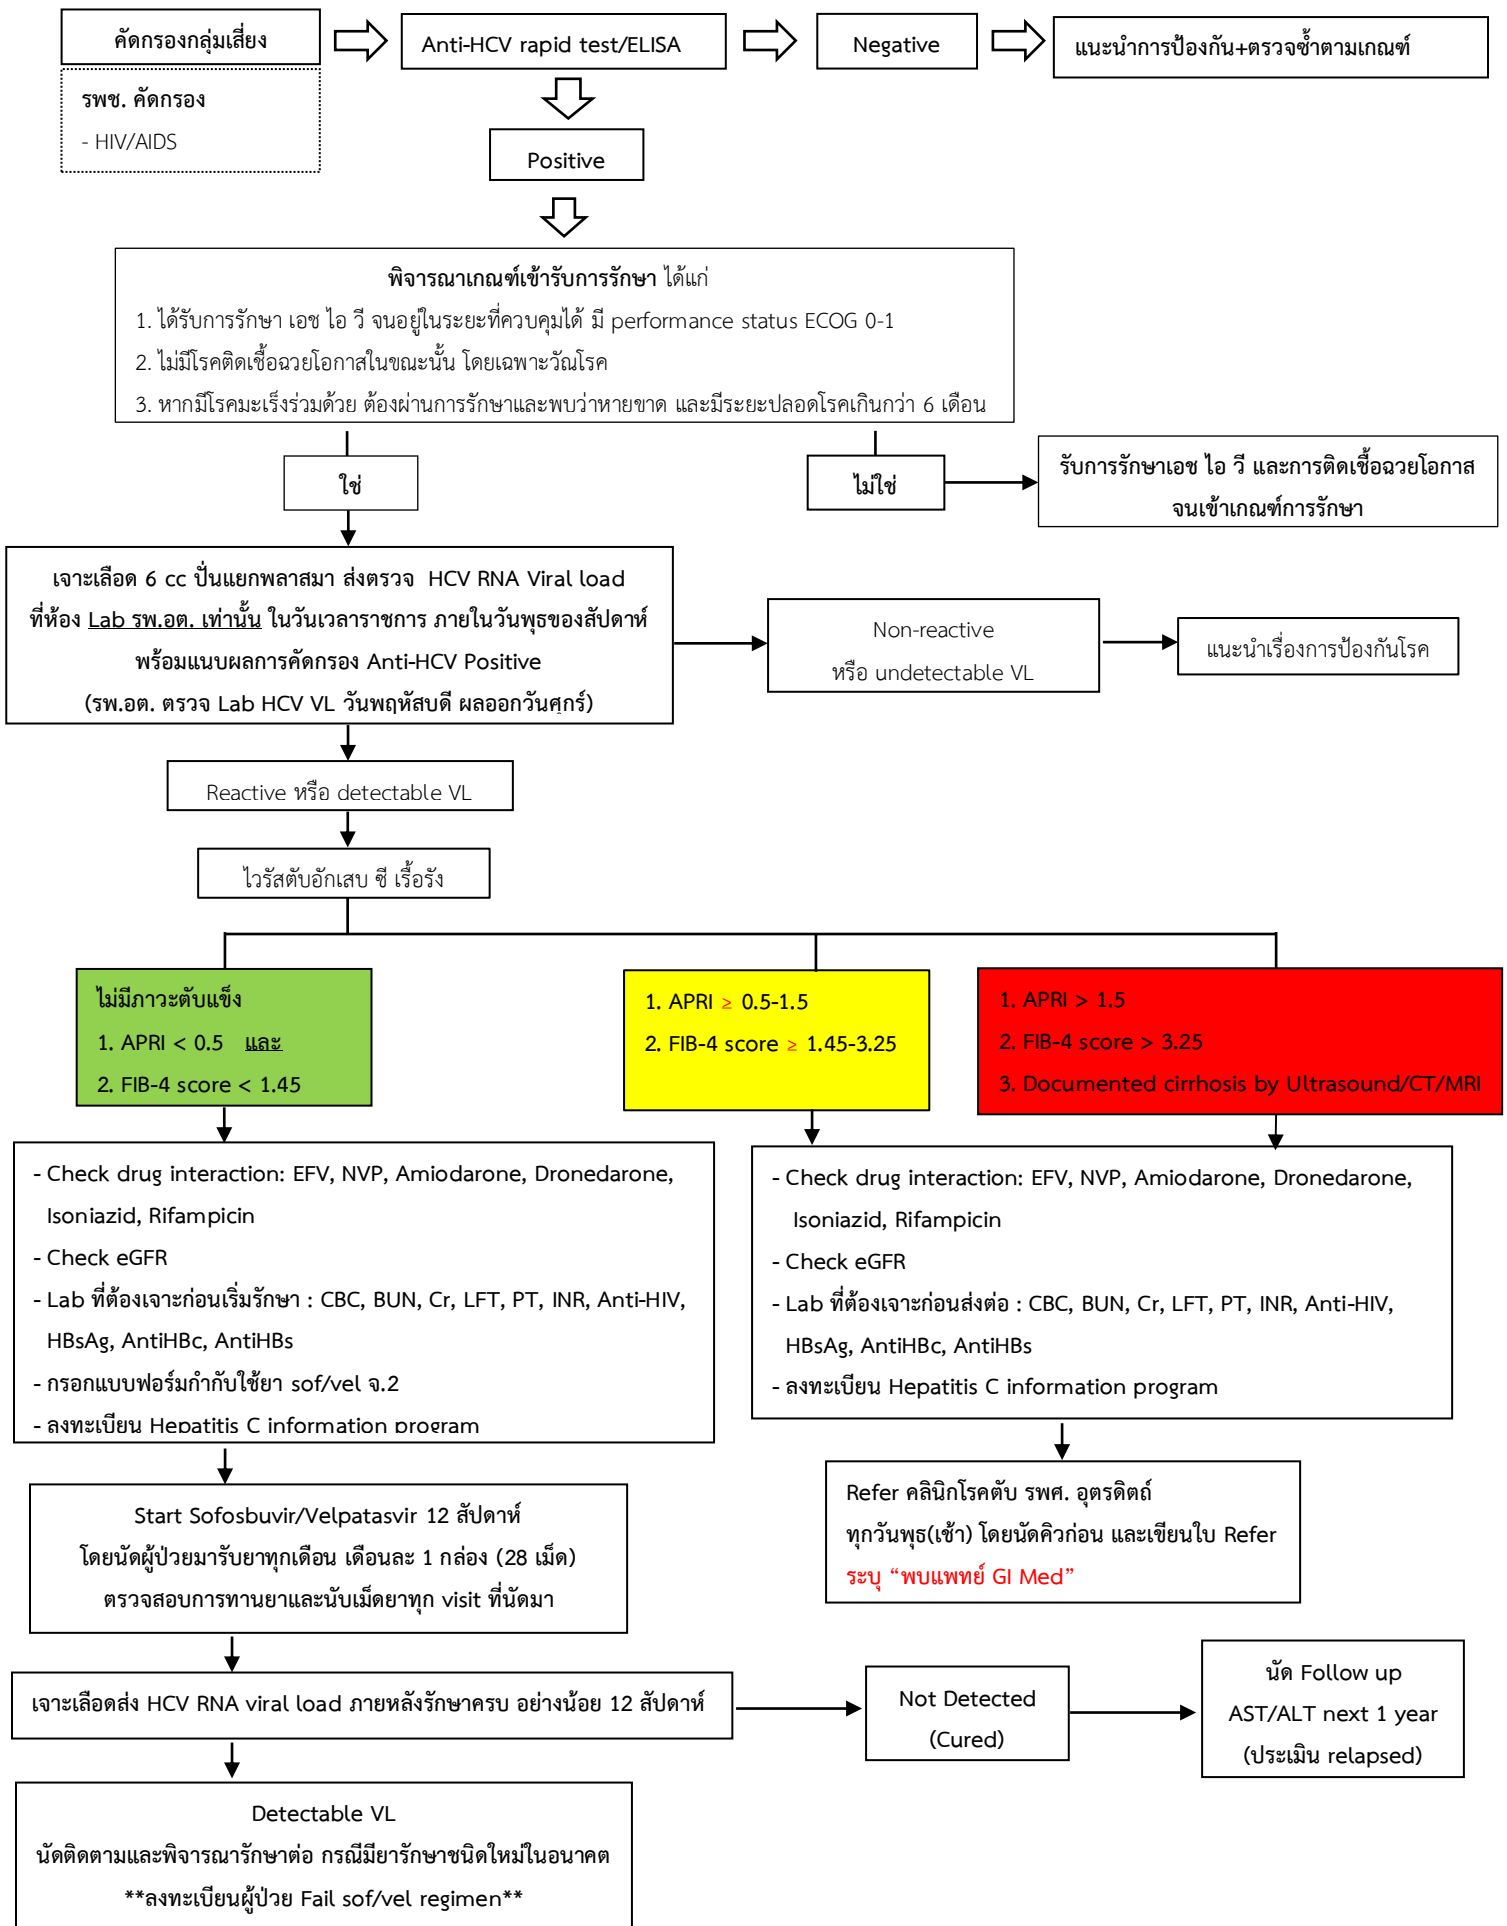 คัดกรองกลุ่มเสี่ยง
Anti-HCV rapid test/ELISA
Negative
แนะนำการป้องกัน+ตรวจซ้ำตามเกณฑ์
รพช. คัดกรอง
- HIV/AIDS
Positive
พิจารณาเกณฑ์เข้ารับการรักษา ได้แก่
1. ได้รับการรักษา เอช ไอ วี จนอยู่ในระยะที่ควบคุมได้ มี performance status ECOG 0-1
2. ไม่มีโรคติดเชื้อฉวยโอกาสในขณะนั้น โดยเฉพาะวัณโรค
3. หากมีโรคมะเร็งร่วมด้วย ต้องผ่านการรักษาและพบว่าหายขาด และมีระยะปลอดโรคเกินกว่า 6 เดือน
ใช่
ไม่ใช่
รับการรักษาเอช ไอ วี และการติดเชื้อฉวยโอกาส
จนเข้าเกณฑ์การรักษา
เจาะเลือด 6 cc ปั่นแยกพลาสมา ส่งตรวจ HCV RNA Viral load
ที่ห้อง Lab รพ.อต. เท่านั้น ในวันเวลาราชการ ภายในวันพุธของสัปดาห์
พร้อมแนบผลการคัดกรอง Anti-HCV Positive
(รพ.อต. ตรวจ Lab HCV VL วันพฤหัสบดี ผลออกวันศุกร์)
Non-reactive
หรือ undetectable VL
แนะนำเรื่องการป้องกันโรค
Reactive หรือ detectable VL
ไวรัสตับอักเสบ ซี เรื้อรัง
ไม่มีภาวะตับแข็ง
1. APRI < 0.5 และ
2. FIB-4 score < 1.45
1. APRI ≥ 0.5-1.5
2. FIB-4 score ≥ 1.45-3.25
1. APRI > 1.5
2. FIB-4 score > 3.25
3. Documented cirrhosis by Ultrasound/CT/MRI
- Check drug interaction: EFV, NVP, Amiodarone, Dronedarone,
Isoniazid, Rifampicin
- Check eGFR
- Lab ที่ต้องเจาะก่อนเริ่มรักษา : CBC, BUN, Cr, LFT, PT, INR, Anti-HIV,
HBsAg, AntiHBc, AntiHBs
- กรอกแบบฟอร์มกำกับใช้ยา sof/vel จ.2
- ลงทะเบียน Hepatitis C information program
- Check drug interaction: EFV, NVP, Amiodarone, Dronedarone,
Isoniazid, Rifampicin
- Check eGFR
- Lab ที่ต้องเจาะก่อนส่งต่อ : CBC, BUN, Cr, LFT, PT, INR, Anti-HIV,
HBsAg, AntiHBc, AntiHBs
- ลงทะเบียน Hepatitis C information program
Start Sofosbuvir/Velpatasvir 12 สัปดาห์
โดยนัดผู้ป่วยมารับยาทุกเดือน เดือนละ 1 กล่อง (28 เม็ด)
ตรวจสอบการทานยาและนับเม็ดยาทุก visit ที่นัดมา
Refer คลินิกโรคตับ รพศ. อุตรดิตถ์
ทุกวันพุธ(เช้า) โดยนัดคิวก่อน และเขียนใบ Refer
ระบุ “พบแพทย์ GI Med”
เจาะเลือดส่ง HCV RNA viral load ภายหลังรักษาครบ อย่างน้อย 12 สัปดาห์
Not Detected
(Cured)
นัด Follow up
AST/ALT next 1 year
(ประเมิน relapsed)
Detectable VL
นัดติดตามและพิจารณารักษาต่อ กรณีมียารักษาชนิดใหม่ในอนาคต
**ลงทะเบียนผู้ป่วย Fail sof/vel regimen**